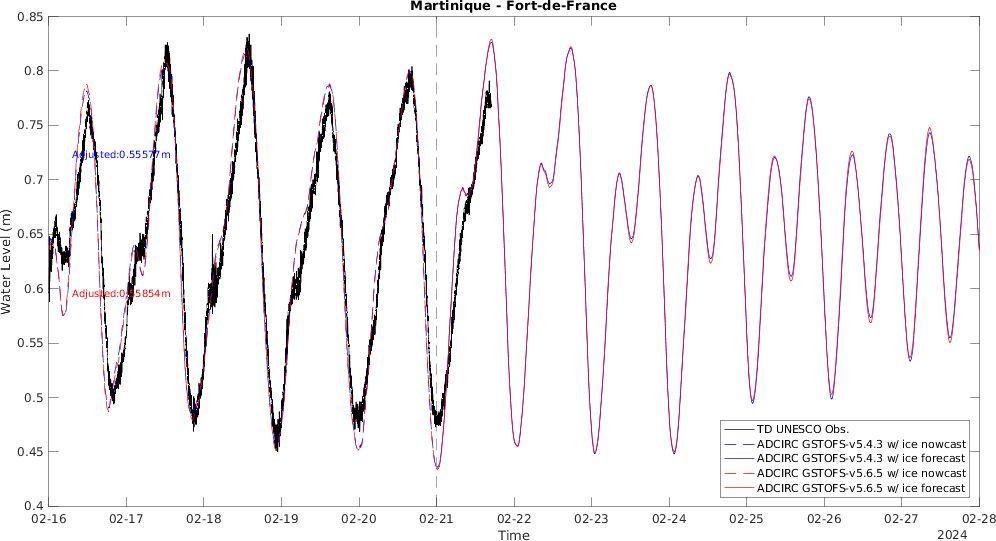 Martinique - Fort-de-France
Water Level (m)
0.85
0.8
0.75
0.7
0.65
0.6
0.55
0.5
0.45
0.4
Adjusted:0.55577m
TD UNESCO Obs.
ADCIRC GSTOFS-v5.4.3 w/ ice nowcast
ADCIRC GSTOFS-v5.4.3 w/ ice forecast
ADCIRC GSTOFS-v5.6.5 w/ ice nowcast
ADCIRC GSTOFS-v5.6.5 w/ ice forecast
02-16 02-17 02-18 02-19 02-20 02-21 02-22 02-23 02-24 02-25 02-26 02-27 02-28
Time
2024